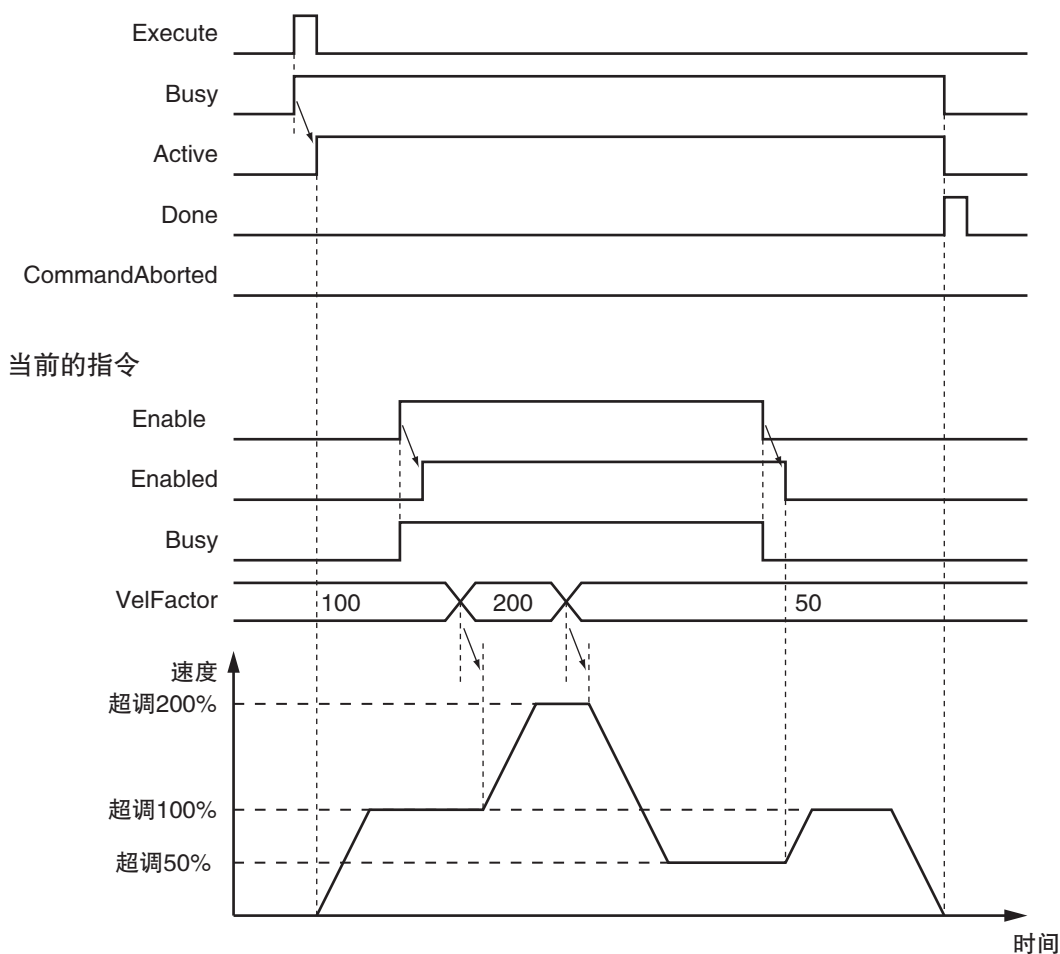 Execute
Busy
Active
Done
CommandAborted
当前的指令
Enable
Enabled
Busy
VelFactor 100 200 50
速度
超调200%
超调100%
超调50%
时间